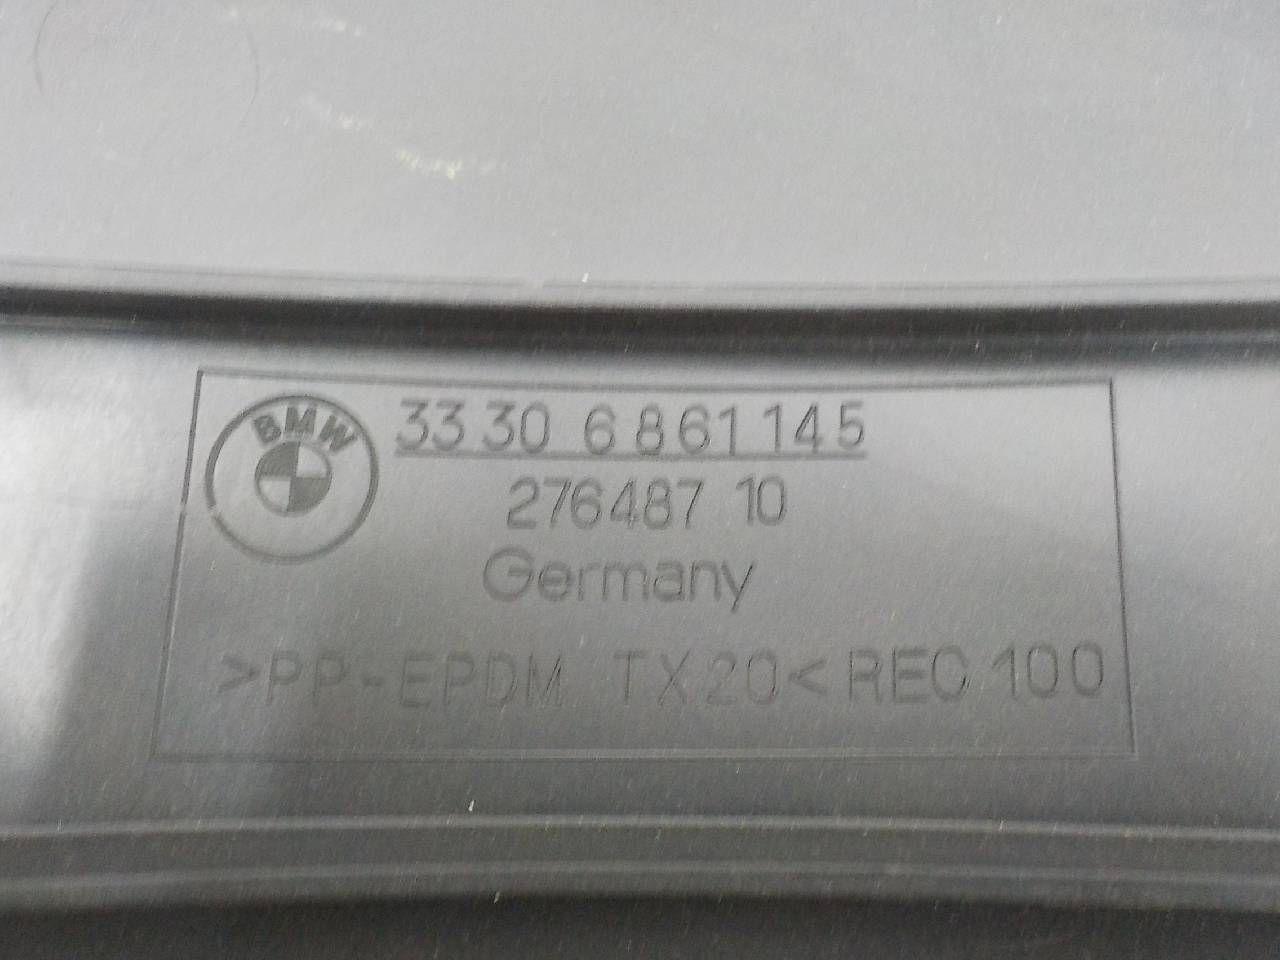 BMW
33 30 6 861 145
276487 10
Germany
>PP-EPDM TX20< REC 100